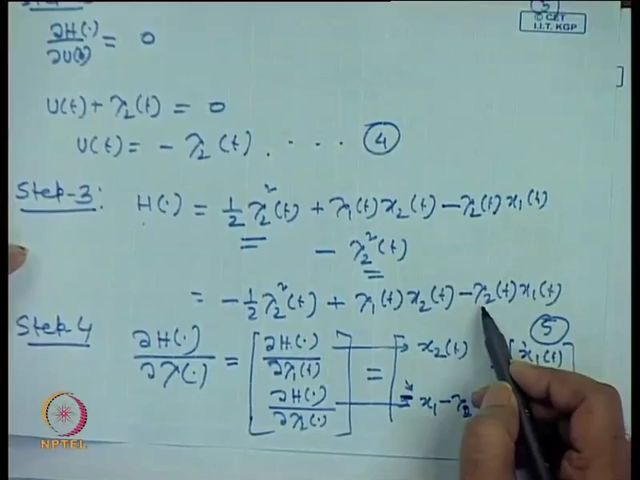 © CET
I.I.T. KGP
∂H(·)/∂U(t) = 0
U(t) + λ₂(t) = 0
U(t) = - λ₂(t) . . . . (4)
Step-3: H(·) = 1/2 λ₂²(t) + λ₁(t) x₂(t) - λ₂(t) x₁(t)
- λ₂²(t)
= - 1/2 λ₂²(t) + λ₁(t) x₂(t) - λ₂(t) x₁(t)
(5)
Step-4 ∂H(·)/∂λ(·) = [∂H(·)/∂λ₁(t) ∂H(·)/∂λ₂(·)] = [ x₂(t)
- x₁ - λ₂
ẋ₁(t)
NPTEL